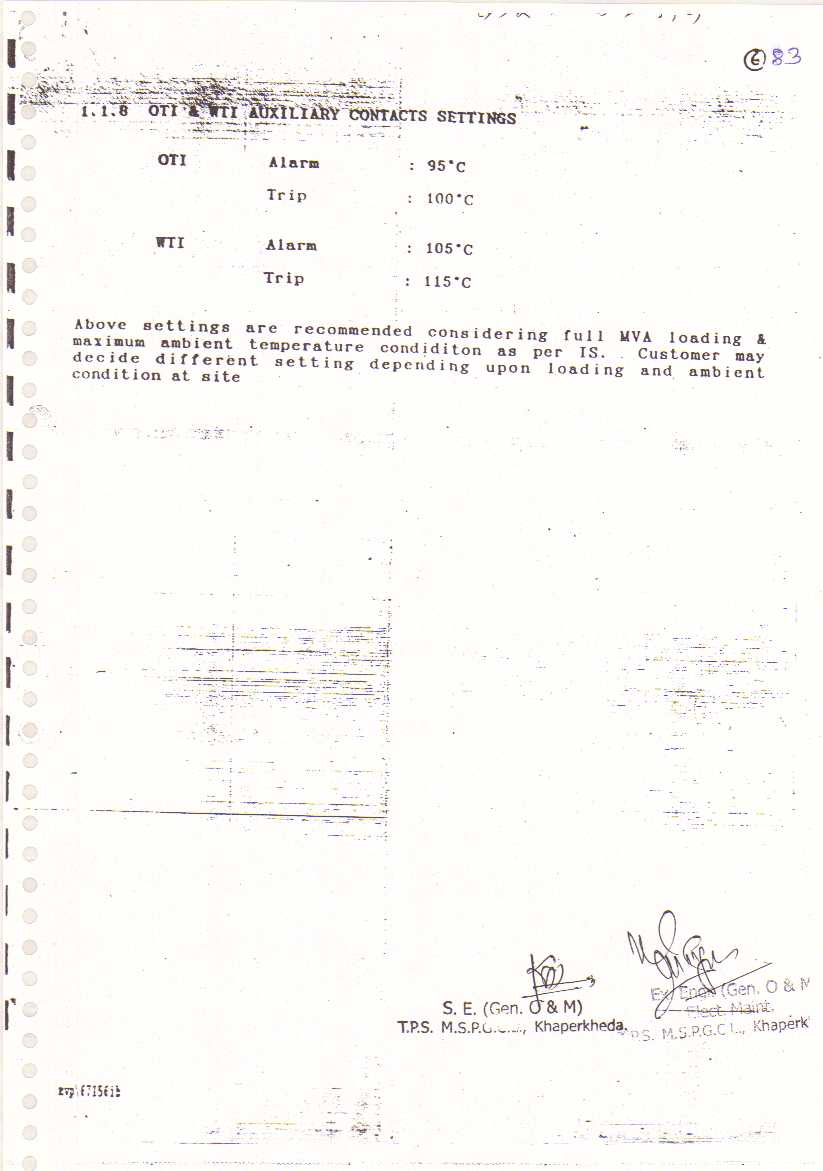 6 83
1.1.8 OTI & WTI AUXILIARY CONTACTS SETTINGS
OTI Alarm : 95°C
Trip : 100°C
WTI Alarm : 105°C
Trip : 115°C
Above settings are recommended considering full MVA loading &
maximum ambient temperature condiditon as per IS. Customer may
decide different setting depending upon loading and ambient
condition at site
S. E. (Gen. O & M)
T.P.S. M.S.P.G.C.L., Khaperkheda.
Ex. Engr. (Gen. O & M
Elect. Maint.
T.P.S. M.S.P.G.C L., Khaperk